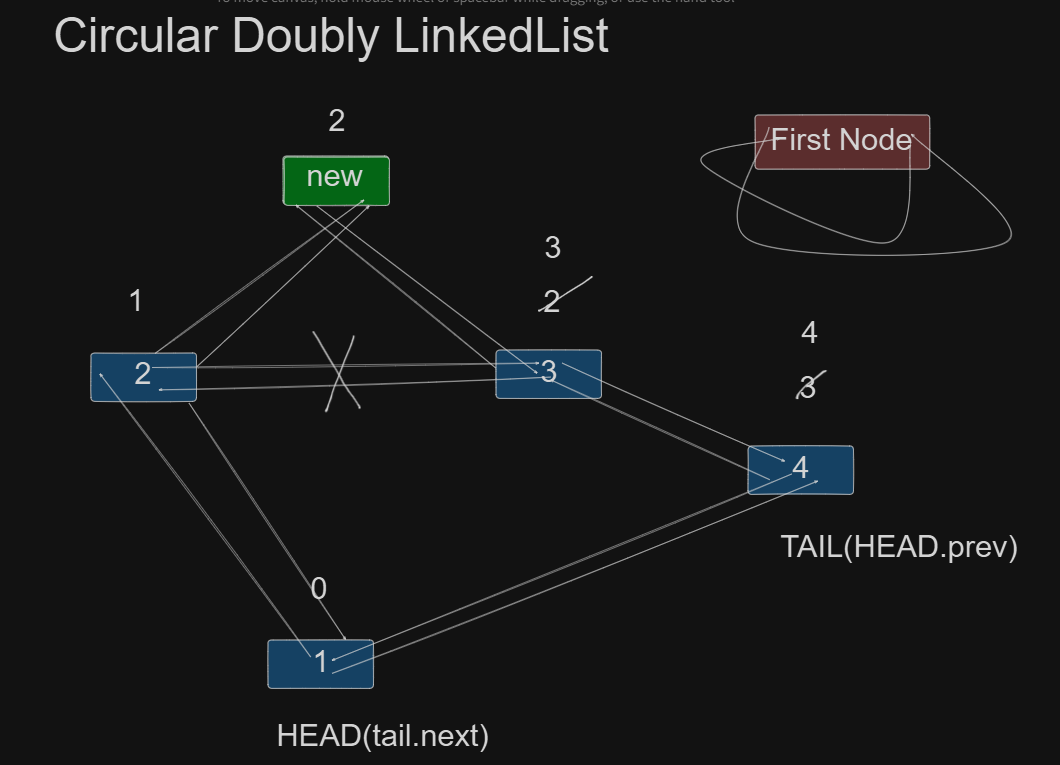 To move canvas, hold mouse wheel or spacebar while dragging, or use the hand tool
Circular Doubly LinkedList
2
First Node
new
3
2
1
4
3
2
3
4
TAIL(HEAD.prev)
0
1
HEAD(tail.next)